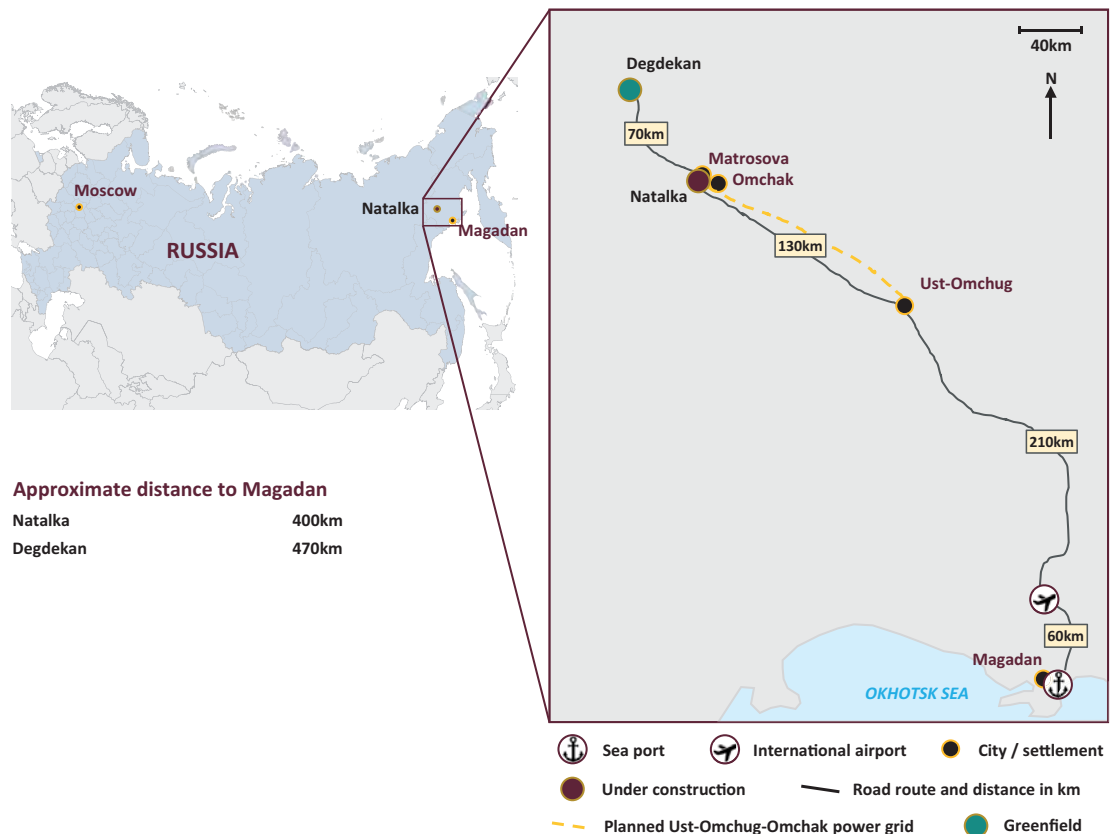 Moscow
RUSSIA
Natalka
Magadan
Approximate distance to Magadan
Natalka 400km
Degdekan 470km
40km
N
Degdekan
70km
Matrosova
Omchak
Natalka
130km
Ust-Omchug
210km
60km
Magadan
OKHOTSK SEA
Sea port
International airport
City / settlement
Under construction
Road route and distance in km
Planned Ust-Omchug-Omchak power grid
Greenfield